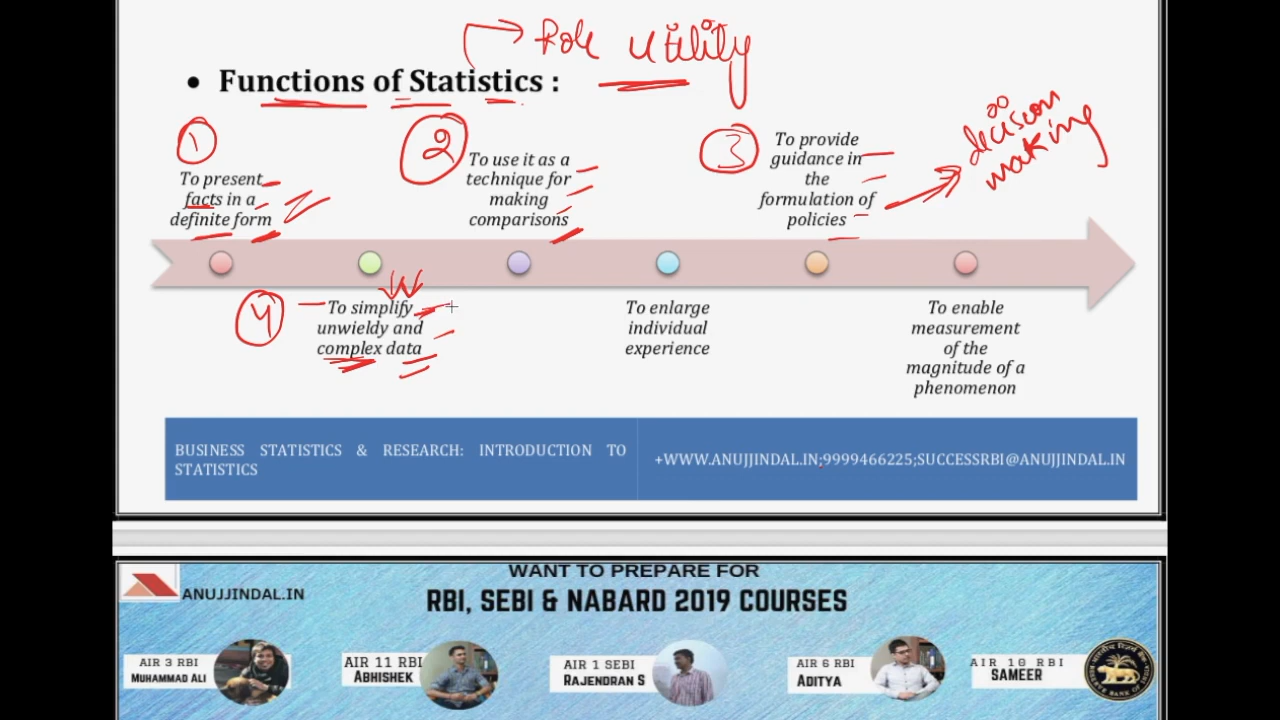 Role utility
• Functions of Statistics :
1
To present
facts in a
definite form
2
To use it as a
technique for
making
comparisons
3
To provide
guidance in
the
formulation of
policies
decision
making
4
To simplify
unwieldy and
complex data
To enlarge
individual
experience
To enable
measurement
of the
magnitude of a
phenomenon
BUSINESS STATISTICS & RESEARCH: INTRODUCTION TO
STATISTICS
+WWW.ANUJJINDAL.IN;9999466225;SUCCESSRBI@ANUJJINDAL.IN
ANUJJINDAL.IN
WANT TO PREPARE FOR
RBI, SEBI & NABARD 2019 COURSES
AIR 3 RBI
MUHAMMAD ALI
AIR 11 RBI
ABHISHEK
AIR 1 SEBI
RAJENDRAN S
AIR 6 RBI
ADITYA
AIR 10 RBI
SAMEER